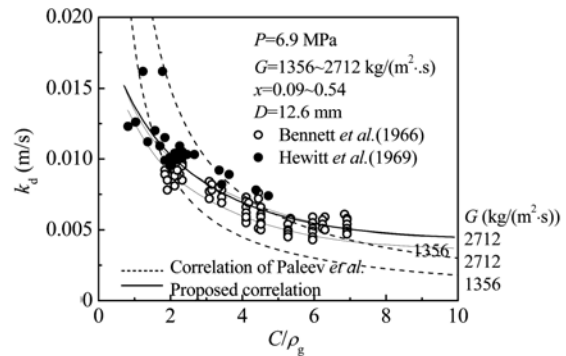 0.020
P=6.9 MPa
G=1356~2712 kg/(m²·.s)
x=0.09~0.54
D=12.6 mm
Bennett et al.(1966)
Hewitt et al.(1969)
0.015
0.010
0.005
0
k_d (m/s)
G (kg/(m²·s))
1356 2712
2712
1356
Correlation of Paleev et al.
Proposed correlation
0 2 4 6 8 10
C/ρ_g